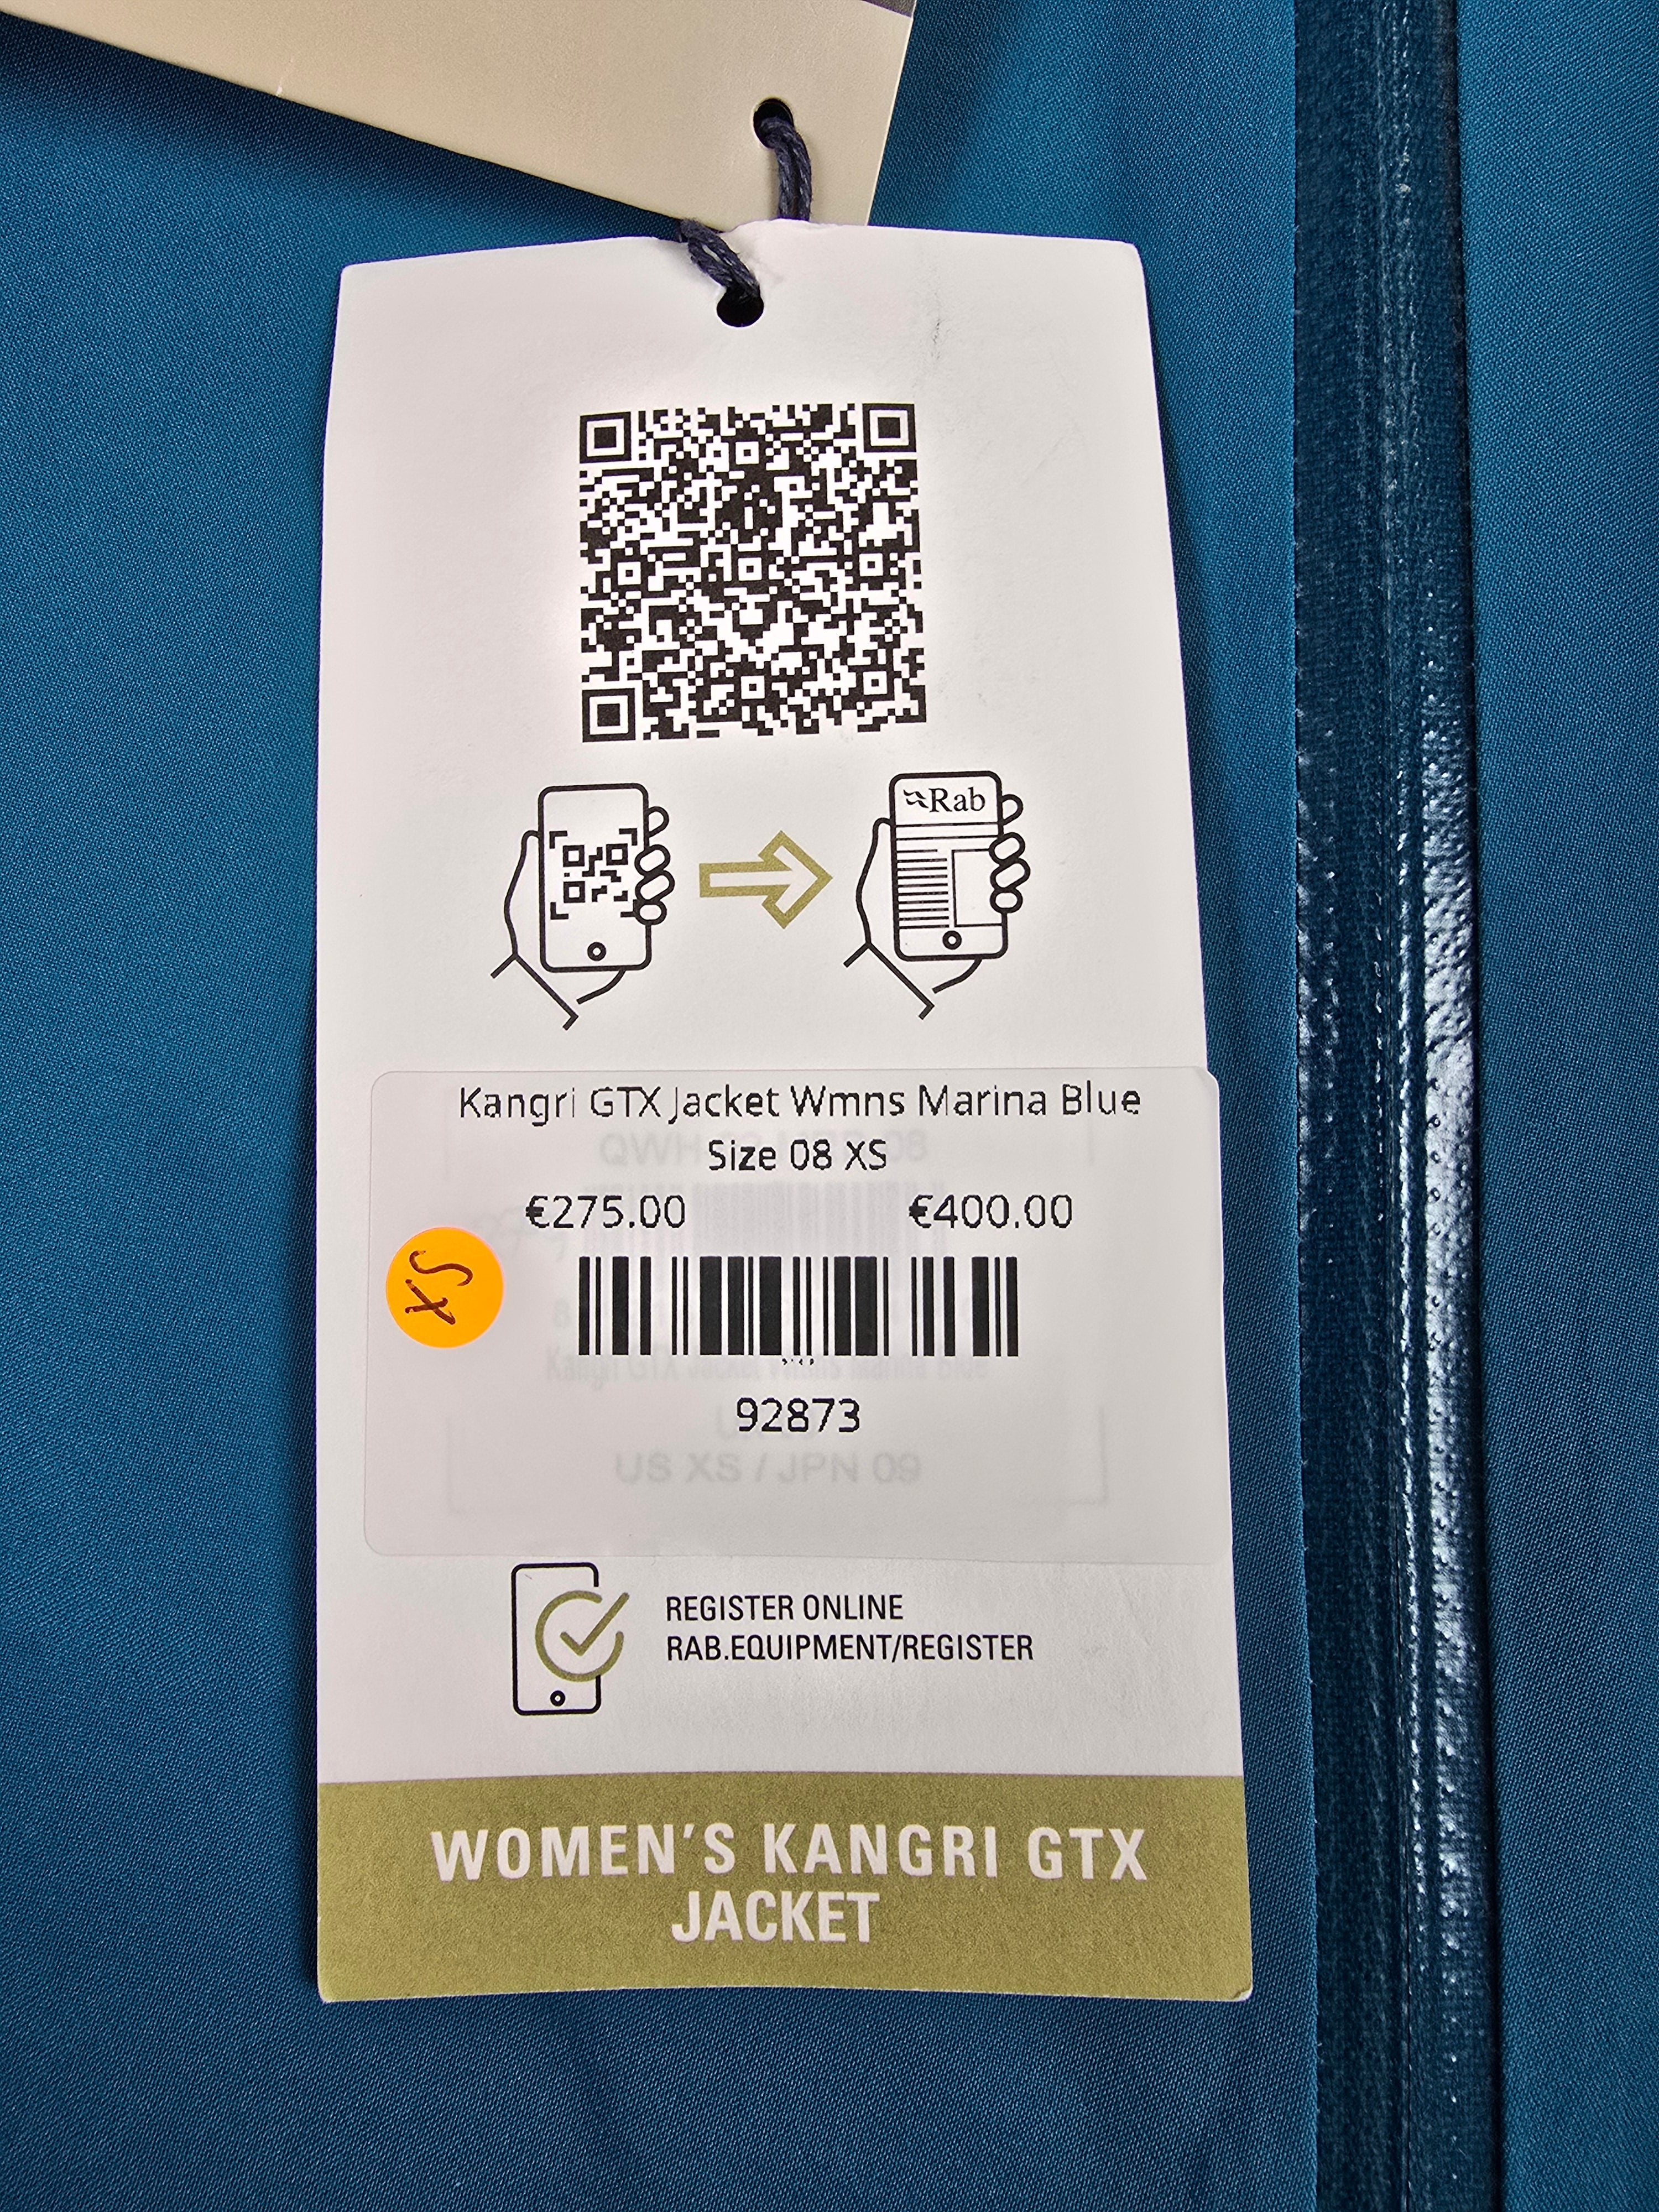 Rab
Kangri GTX Jacket Wmns Marina Blue
Size 08 XS
€275.00 €400.00
XS
92873
US XS / JPN 09
REGISTER ONLINE
RAB.EQUIPMENT/REGISTER
WOMEN'S KANGRI GTX
JACKET